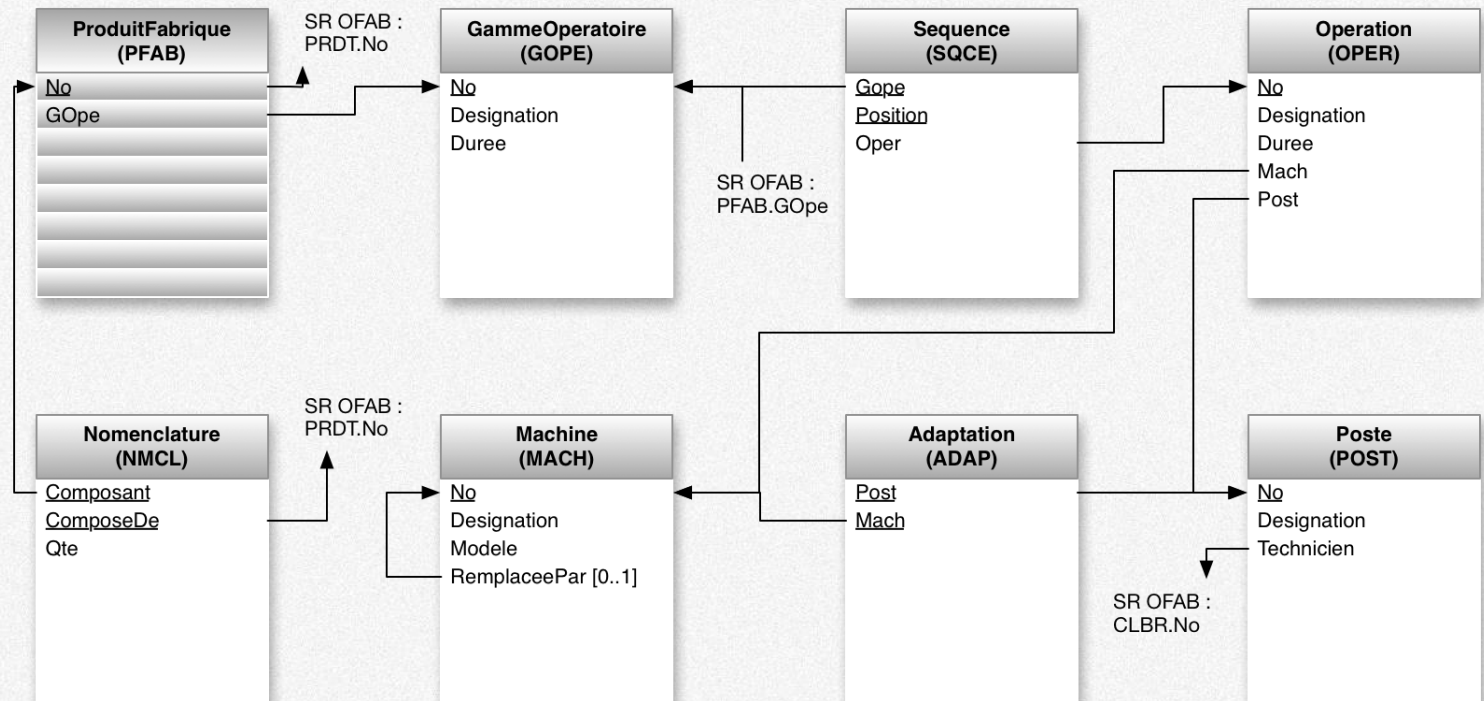 ProduitFabrique
(PFAB)
No
GOpe
SR OFAB :
PRDT.No
GammeOperatoire
(GOPE)
No
Designation
Duree
SR OFAB :
PFAB.GOpe
Sequence
(SQCE)
Gope
Position
Oper
Operation
(OPER)
No
Designation
Duree
Mach
Post
Nomenclature
(NMCL)
Composant
ComposeDe
Qte
SR OFAB :
PRDT.No
Machine
(MACH)
No
Designation
Modele
RemplaceePar [0..1]
Adaptation
(ADAP)
Post
Mach
Poste
(POST)
No
Designation
Technicien
SR OFAB :
CLBR.No